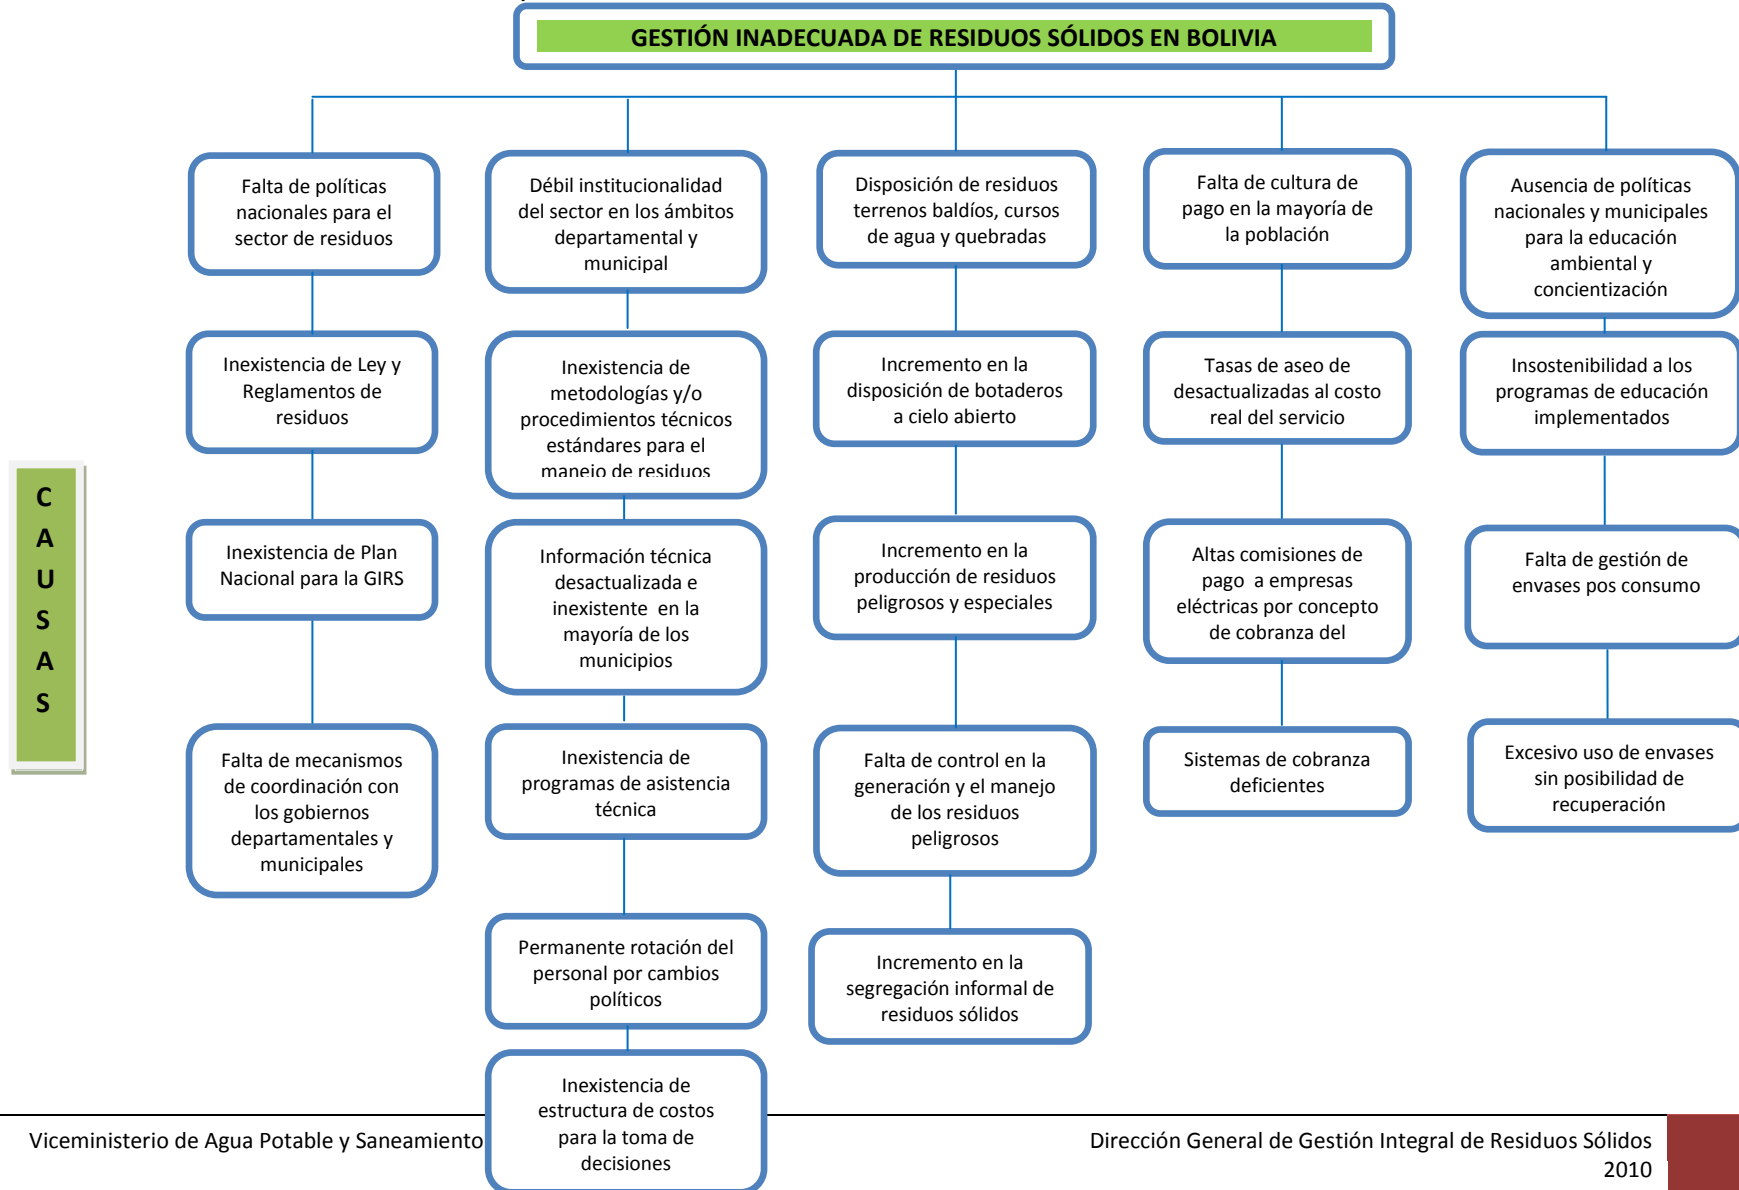 GESTIÓN INADECUADA DE RESIDUOS SÓLIDOS EN BOLIVIA
Falta de políticas
nacionales para el
sector de residuos
Inexistencia de Ley y
Reglamentos de
residuos
Inexistencia de Plan
Nacional para la GIRS
Falta de mecanismos
de coordinación con
los gobiernos
departamentales y
municipales
Débil institucionalidad
del sector en los ámbitos
departamental y
municipal
Inexistencia de
metodologías y/o
procedimientos técnicos
estándares para el
manejo de residuos
Información técnica
desactualizada e
inexistente en la
mayoría de los
municipios
Inexistencia de
programas de asistencia
técnica
Permanente rotación del
personal por cambios
políticos
Inexistencia de
estructura de costos
para la toma de
decisiones
Disposición de residuos
terrenos baldíos, cursos
de agua y quebradas
Incremento en la
disposición de botaderos
a cielo abierto
Incremento en la
producción de residuos
peligrosos y especiales
Falta de control en la
generación y el manejo
de los residuos
peligrosos
Incremento en la
segregación informal de
residuos sólidos
Falta de cultura de
pago en la mayoría de
la población
Tasas de aseo de
desactualizadas al costo
real del servicio
Altas comisiones de
pago a empresas
eléctricas por concepto
de cobranza del
Sistemas de cobranza
deficientes
Ausencia de políticas
nacionales y municipales
para la educación
ambiental y
concientización
Insostenibilidad a los
programas de educación
implementados
Falta de gestión de
envases pos consumo
Excesivo uso de envases
sin posibilidad de
recuperación
C
A
U
S
A
S
Viceministerio de Agua Potable y Saneamiento
Dirección General de Gestión Integral de Residuos Sólidos
2010